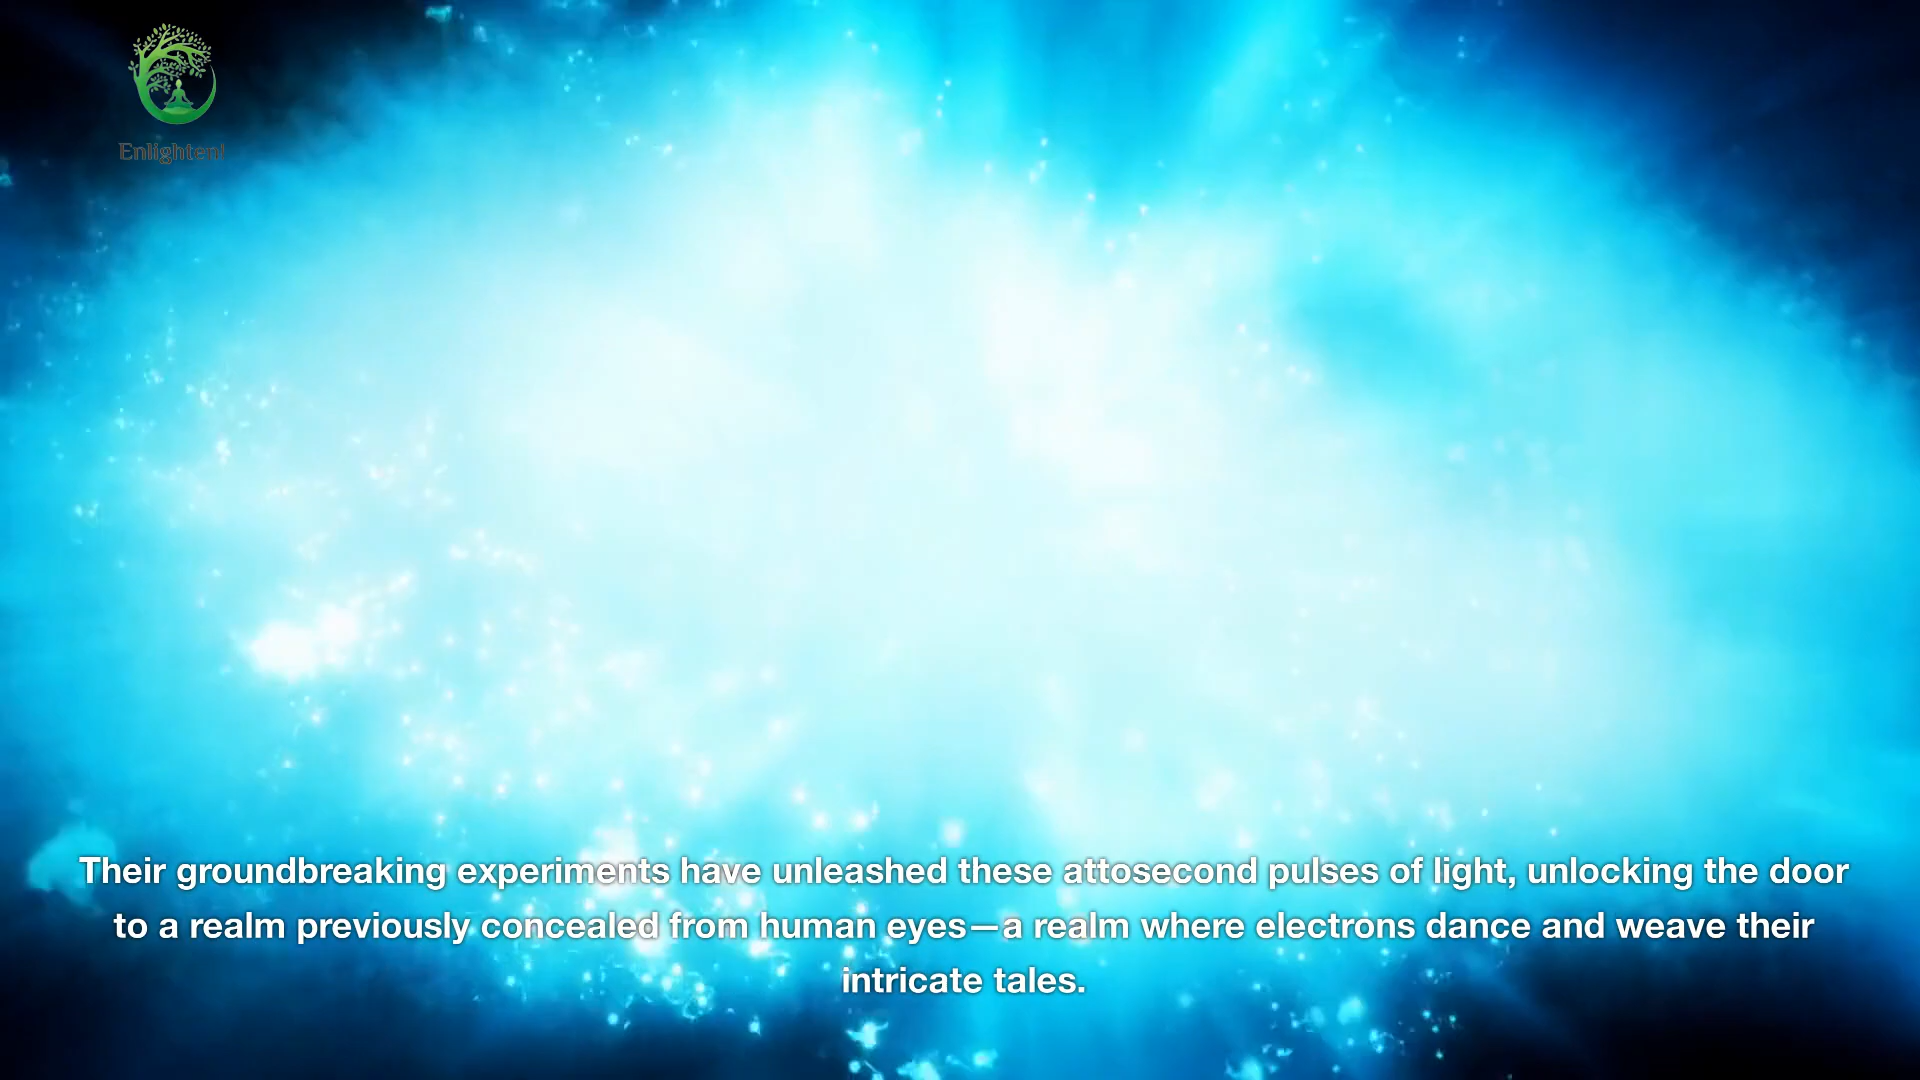 Enlighten!
Their groundbreaking experiments have unleashed these attosecond pulses of light, unlocking the door
to a realm previously concealed from human eyes—a realm where electrons dance and weave their
intricate tales.